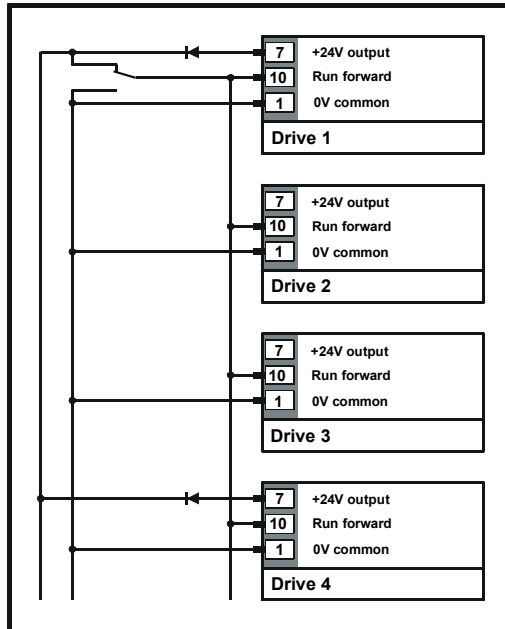 7 +24V output
10 Run forward
1 0V common
Drive 1
7 +24V output
10 Run forward
1 0V common
Drive 2
7 +24V output
10 Run forward
1 0V common
Drive 3
7 +24V output
10 Run forward
1 0V common
Drive 4